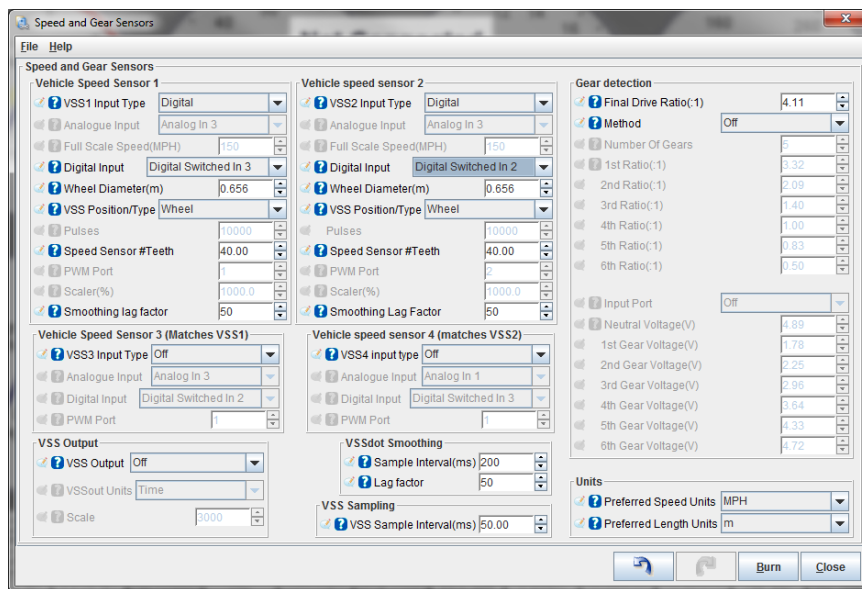 Speed and Gear Sensors
File Help
Speed and Gear Sensors
Vehicle Speed Sensor 1
VSS1 Input Type Digital
Analogue Input Analog In 3
Full Scale Speed(MPH) 150
Digital Input Digital Switched In 3
Wheel Diameter(m) 0.656
VSS Position/Type Wheel
Pulses 10000
Speed Sensor #Teeth 40.00
PWM Port 1
Scaler(%) 1000.0
Smoothing lag factor 50
Vehicle speed sensor 2
VSS2 Input Type Digital
Analogue Input Analog In 3
Full Scale Speed(MPH) 150
Digital Input Digital Switched In 2
Wheel Diameter(m) 0.656
VSS Position/Type Wheel
Pulses 10000
Speed Sensor #Teeth 40.00
PWM Port 2
Scaler(%) 1000.0
Smoothing Lag Factor 50
Vehicle Speed Sensor 3 (Matches VSS1)
VSS3 Input Type Off
Analogue Input Analog In 3
Digital Input Digital Switched In 2
PWM Port 1
Vehicle speed sensor 4 (matches VSS2)
VSS4 input type Off
Analogue Input Analog In 1
Digital Input Digital Switched In 3
PWM Port 1
VSS Output
VSS Output Off
VSSout Units Time
Scale 3000
VSSdot Smoothing
Sample Interval(ms) 200
Lag factor 50
VSS Sampling
VSS Sample Interval(ms) 50.00
Gear detection
Final Drive Ratio(:1) 4.11
Method Off
Number Of Gears 5
1st Ratio(:1) 3.32
2nd Ratio(:1) 2.09
3rd Ratio(:1) 1.40
4th Ratio(:1) 1.00
5th Ratio(:1) 0.83
6th Ratio(:1) 0.50
Input Port Off
Neutral Voltage(V) 4.89
1st Gear Voltage(V) 1.78
2nd Gear Voltage(V) 2.25
3rd Gear Voltage(V) 2.96
4th Gear Voltage(V) 3.64
5th Gear Voltage(V) 4.33
6th Gear Voltage(V) 4.72
Units
Preferred Speed Units MPH
Preferred Length Units m
Burn Close